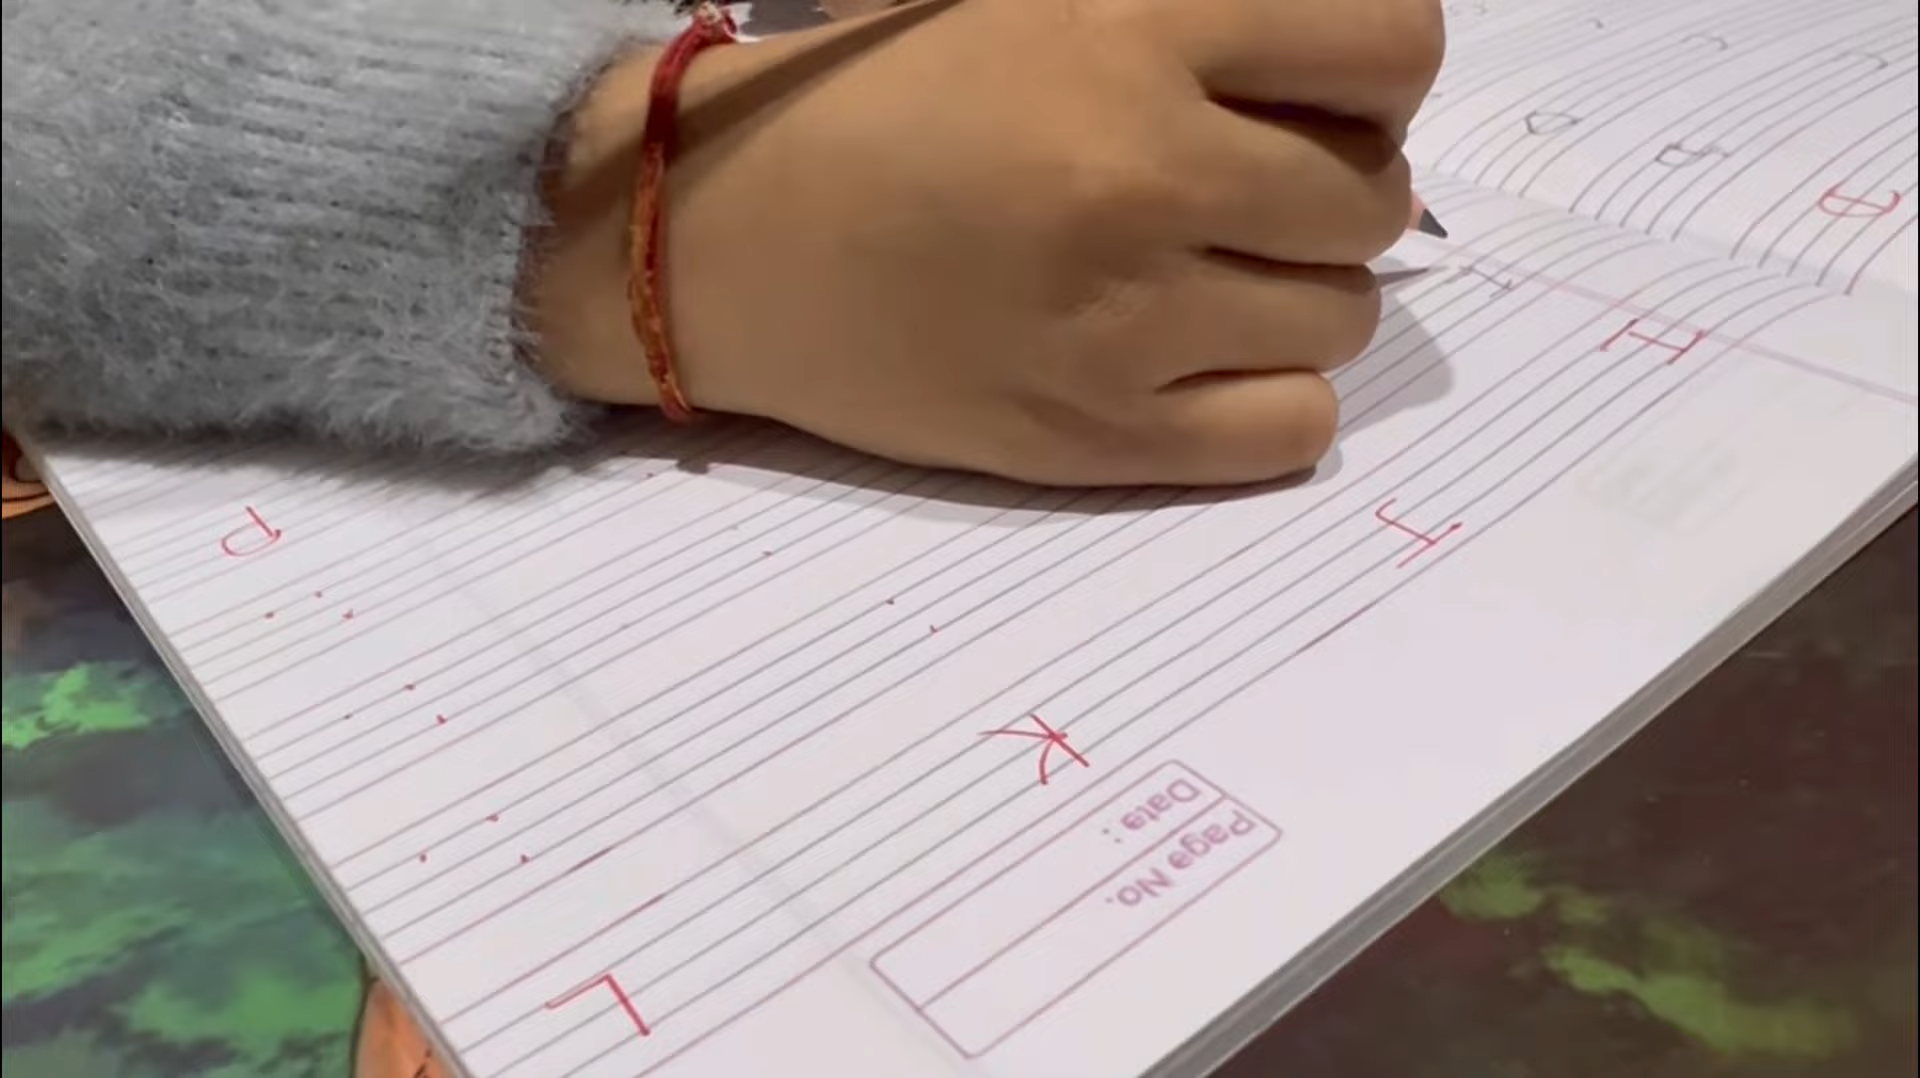 Page No.
Date:
I J K L
I
P